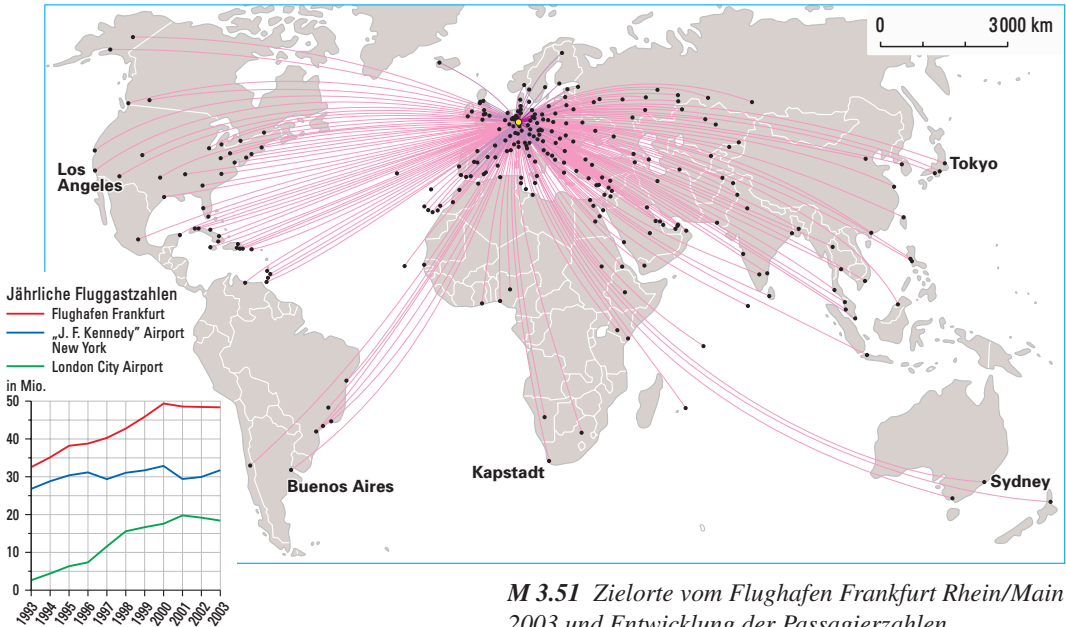 0 3000 km
Los
Angeles
Tokyo
Jährliche Fluggastzahlen
Flughafen Frankfurt
„J. F. Kennedy” Airport
New York
London City Airport
in Mio.
50
40
30
20
10
0
1993 1994 1995 1996 1997 1998 1999 2000 2001 2002 2003
Buenos Aires
Kapstadt
Sydney
M 3.51 Zielorte vom Flughafen Frankfurt Rhein/Main
2003 und Entwicklung der Passagierzahlen